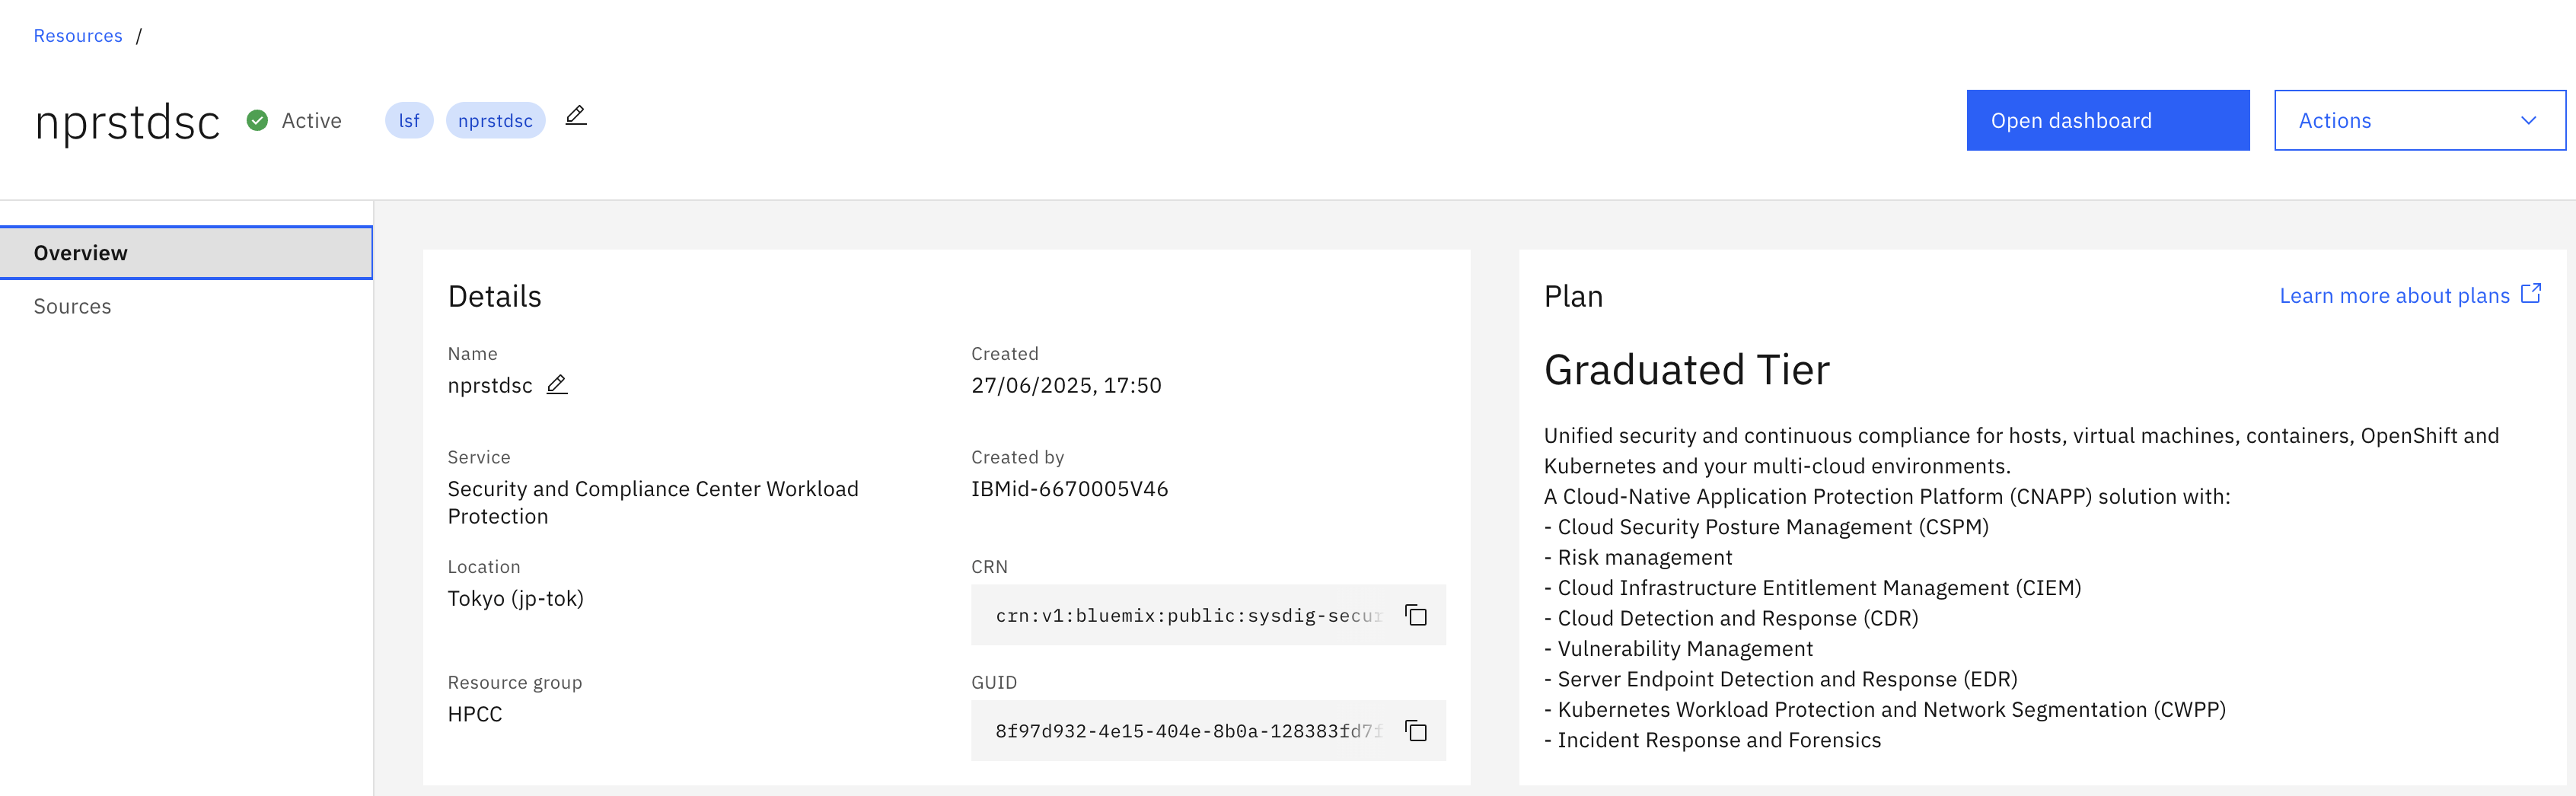 Resources /
nprstdsc Active lsf nprstdsc
Open dashboard
Actions
Overview
Sources
Details
Name
nprstdsc
Created
27/06/2025, 17:50
Service
Security and Compliance Center Workload
Protection
Created by
IBMid-6670005V46
Location
Tokyo (jp-tok)
CRN
crn:v1:bluemix:public:sysdig-secur
Resource group
HPCC
GUID
8f97d932-4e15-404e-8b0a-128383fd7f
Plan
Learn more about plans
Graduated Tier
Unified security and continuous compliance for hosts, virtual machines, containers, OpenShift and
Kubernetes and your multi-cloud environments.
A Cloud-Native Application Protection Platform (CNAPP) solution with:
- Cloud Security Posture Management (CSPM)
- Risk management
- Cloud Infrastructure Entitlement Management (CIEM)
- Cloud Detection and Response (CDR)
- Vulnerability Management
- Server Endpoint Detection and Response (EDR)
- Kubernetes Workload Protection and Network Segmentation (CWPP)
- Incident Response and Forensics